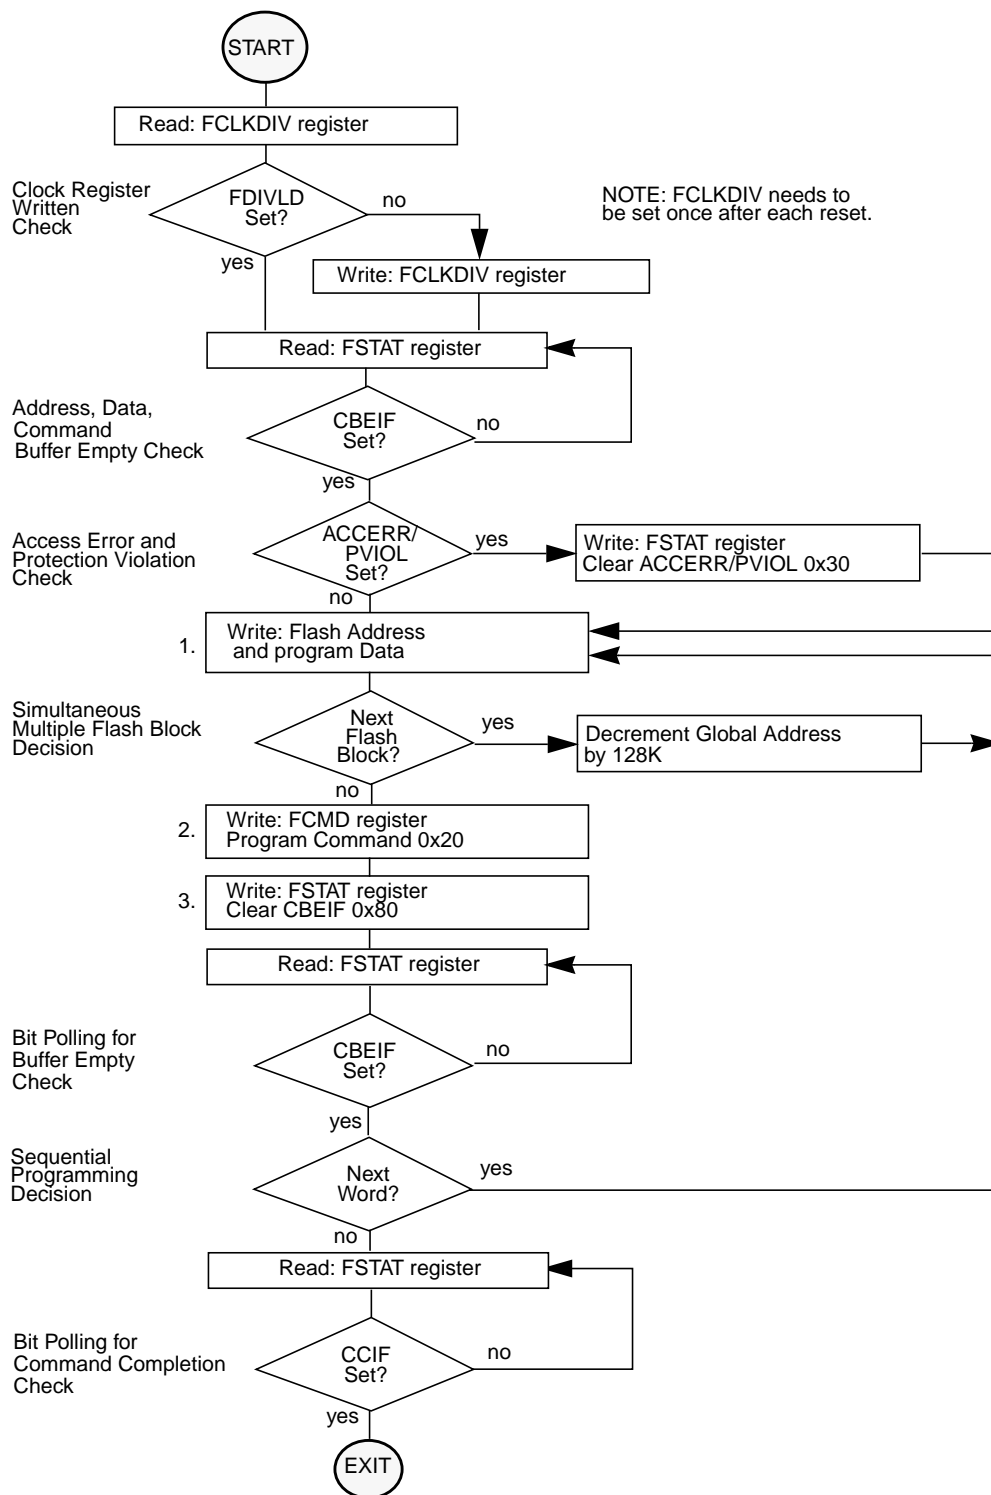 START
Read: FCLKDIV register
Clock Register
Written
Check
FDIVLD
Set?
no
yes
NOTE: FCLKDIV needs to
be set once after each reset.
Write: FCLKDIV register
Read: FSTAT register
Address, Data,
Command
Buffer Empty Check
CBEIF
Set?
no
yes
Access Error and
Protection Violation
Check
ACCERR/
PVIOL
Set?
yes
no
Write: FSTAT register
Clear ACCERR/PVIOL 0x30
1.
Write: Flash Address
and program Data
Simultaneous
Multiple Flash Block
Decision
Next
Flash
Block?
yes
no
Decrement Global Address
by 128K
2.
Write: FCMD register
Program Command 0x20
3.
Write: FSTAT register
Clear CBEIF 0x80
Read: FSTAT register
Bit Polling for
Buffer Empty
Check
CBEIF
Set?
no
yes
Sequential
Programming
Decision
Next
Word?
yes
no
Read: FSTAT register
Bit Polling for
Command Completion
Check
CCIF
Set?
no
yes
EXIT